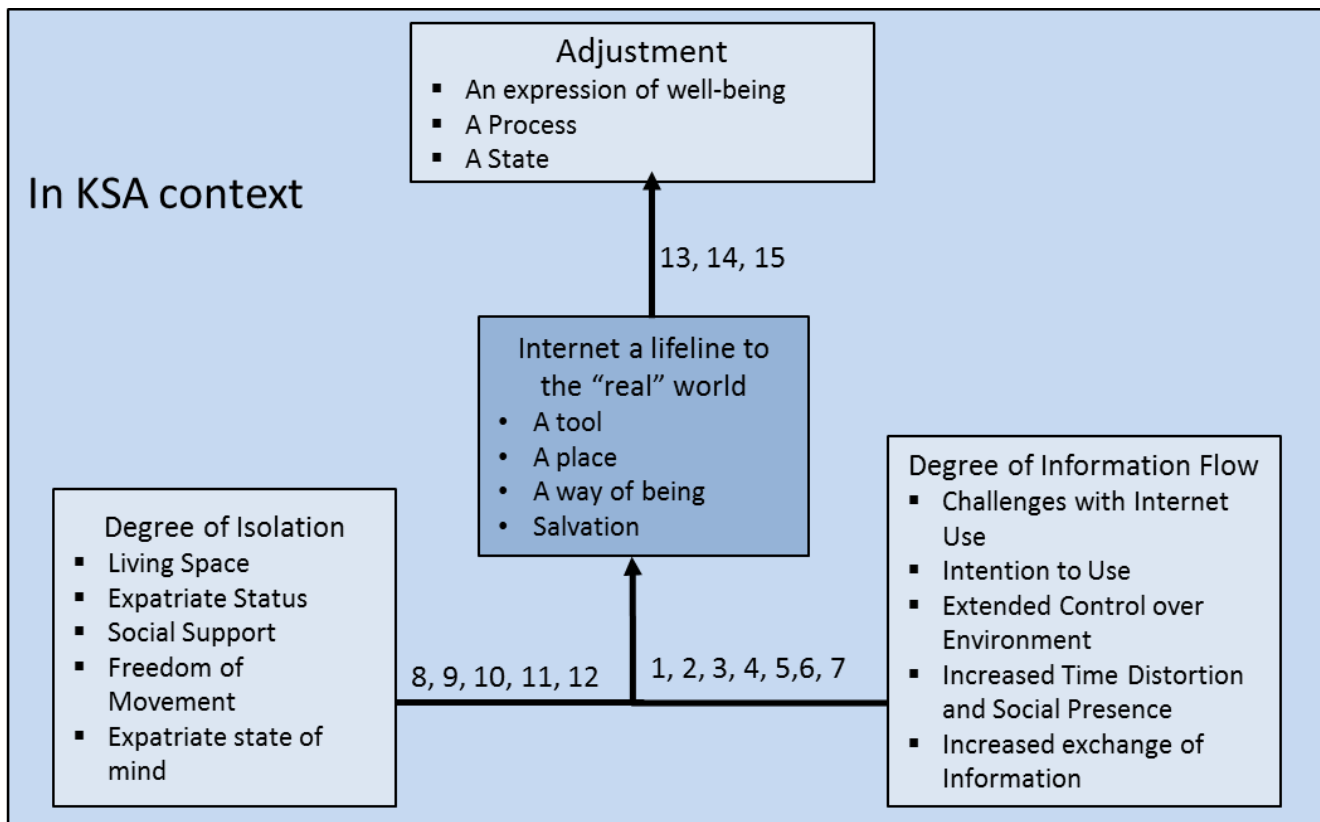 Adjustment
▪ An expression of well-being
▪ A Process
▪ A State
In KSA context
13, 14, 15
Internet a lifeline to
the “real” world
• A tool
• A place
• A way of being
• Salvation
Degree of Isolation
▪ Living Space
▪ Expatriate Status
▪ Social Support
▪ Freedom of
Movement
▪ Expatriate state of
mind
8, 9, 10, 11, 12
1, 2, 3, 4, 5,6, 7
Degree of Information Flow
▪ Challenges with Internet
Use
▪ Intention to Use
▪ Extended Control over
Environment
▪ Increased Time Distortion
and Social Presence
▪ Increased exchange of
Information